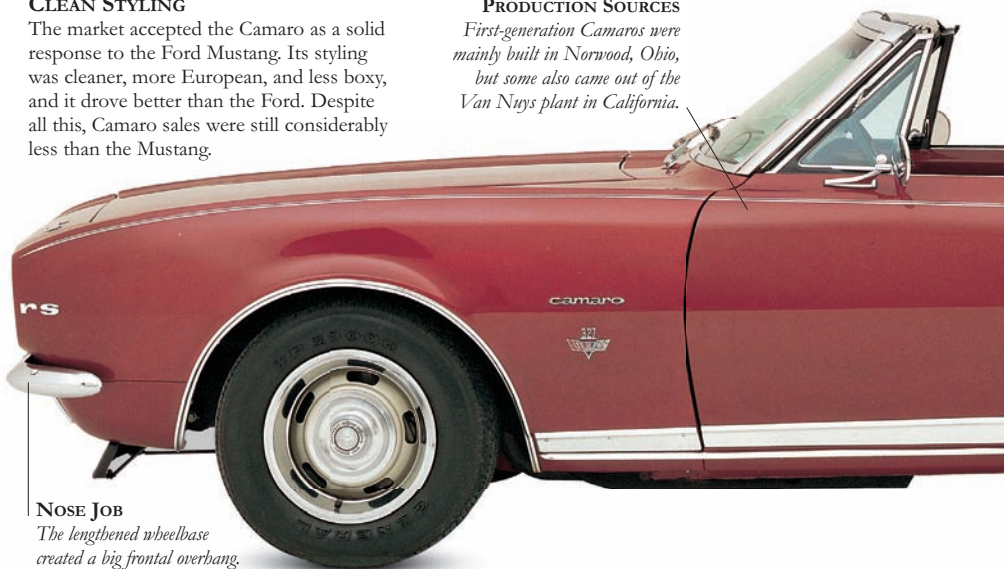 CLEAN STYLING
The market accepted the Camaro as a solid
response to the Ford Mustang. Its styling
was cleaner, more European, and less boxy,
and it drove better than the Ford. Despite
all this, Camaro sales were still considerably
less than the Mustang.
PRODUCTION SOURCES
First-generation Camaros were
mainly built in Norwood, Ohio,
but some also came out of the
Van Nuys plant in California.
rs
camaro
327
GENERAL
NOSE JOB
The lengthened wheelbase
created a big frontal overhang.